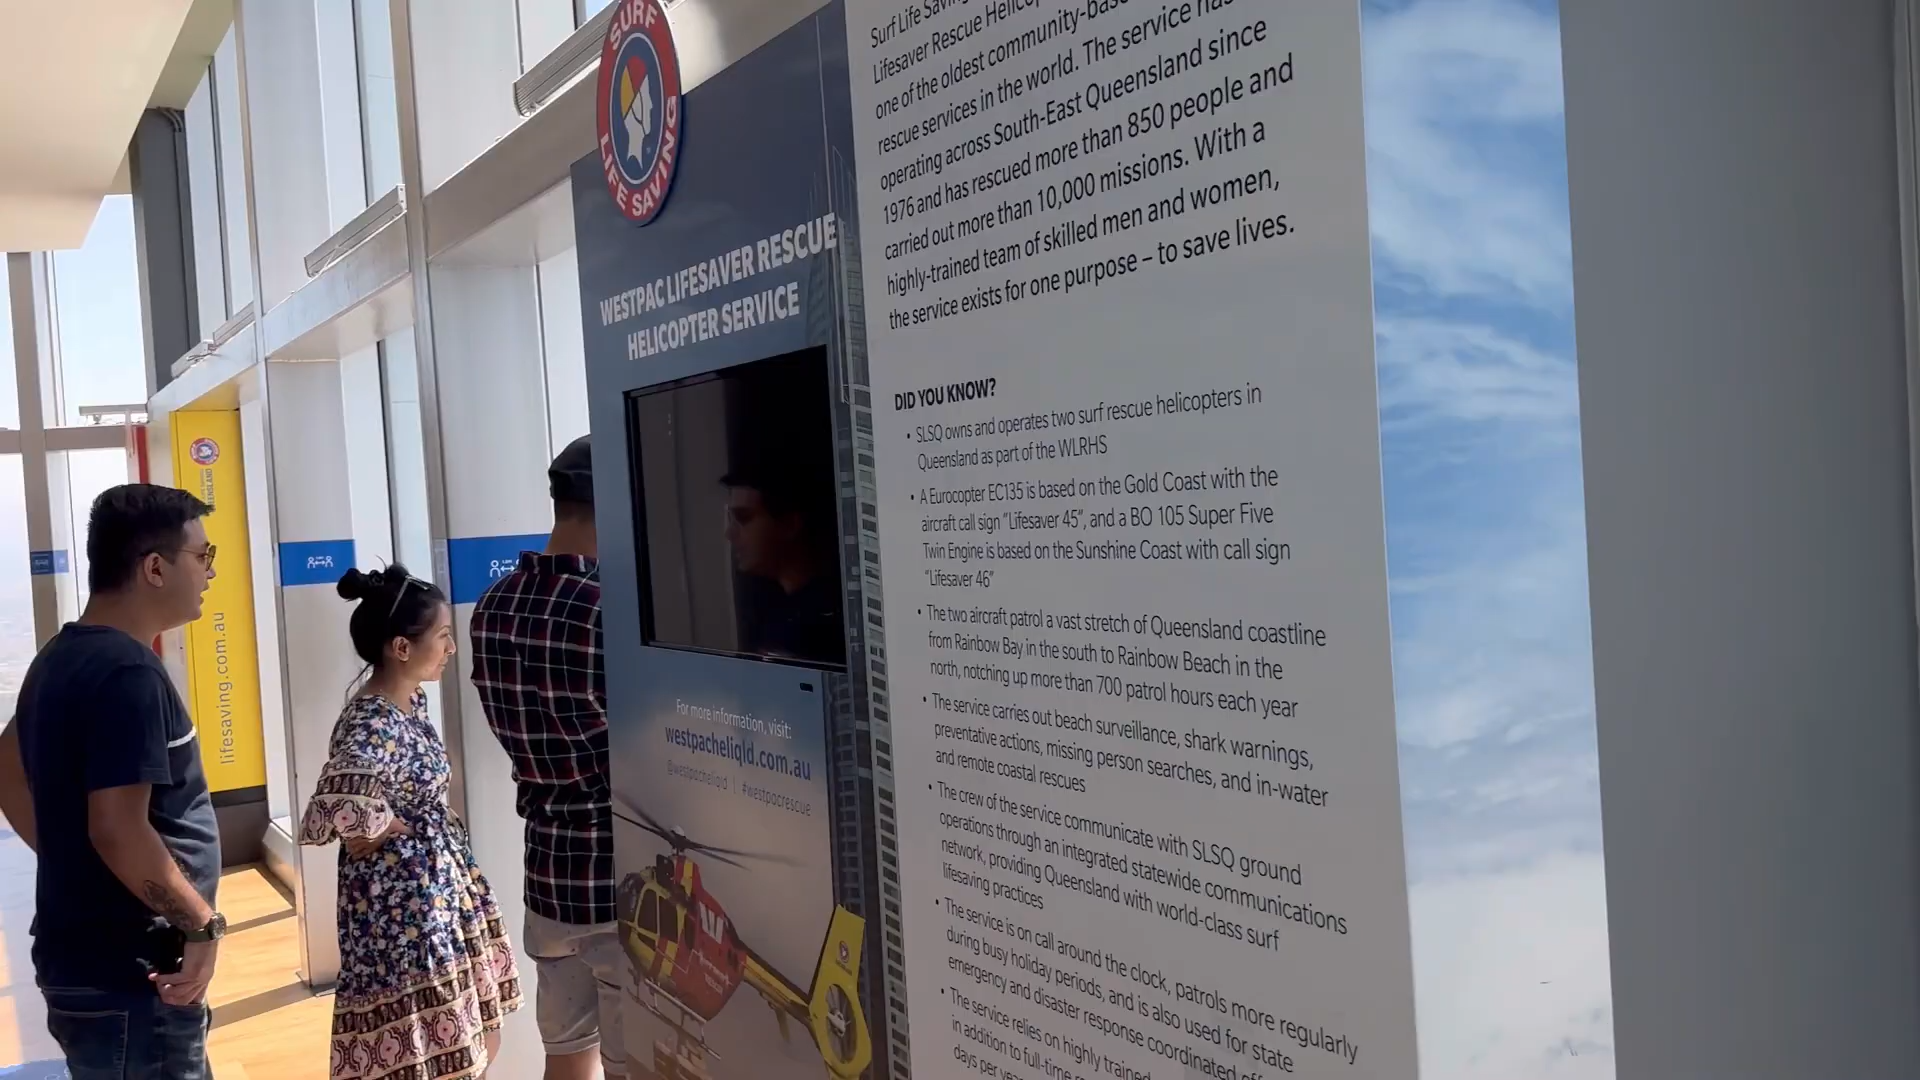 SURF
LIFE SAVING
WESTPAC LIFESAVER RESCUE
HELICOPTER SERVICE
For more information, visit:
westpacheliqld.com.au
@westpacheliqld | #westpacrescue
lifesaving.com.au
Surf Life Saving
Lifesaver Rescue
one of the oldest
rescue services in the world. The service has
operating across South-East Queensland since
1976 and has rescued more than 850 people and
carried out more than 10,000 missions. With a
highly-trained team of skilled men and women,
the service exists for one purpose – to save lives.
DID YOU KNOW?
• SLSQ owns and operates two surf rescue helicopters in
Queensland as part of the WLRHS
• A Eurocopter EC135 is based on the Gold Coast with the
aircraft call sign "Lifesaver 45", and a BO 105 Super Five
Twin Engine is based on the Sunshine Coast with call sign
"Lifesaver 46"
• The two aircraft patrol a vast stretch of Queensland coastline
from Rainbow Bay in the south to Rainbow Beach in the
north, notching up more than 700 patrol hours each year
• The service carries out beach surveillance, shark warnings,
preventative actions, missing person searches, and in-water
and remote coastal rescues
• The crew of the service communicate with SLSQ ground
operations through an integrated statewide communications
network, providing Queensland with world-class surf
lifesaving practices
• The service is on call around the clock, patrols more regularly
during busy holiday periods, and is also used for state
emergency and disaster response coordinated
• The service relies on highly trained
in addition to full-time
days per